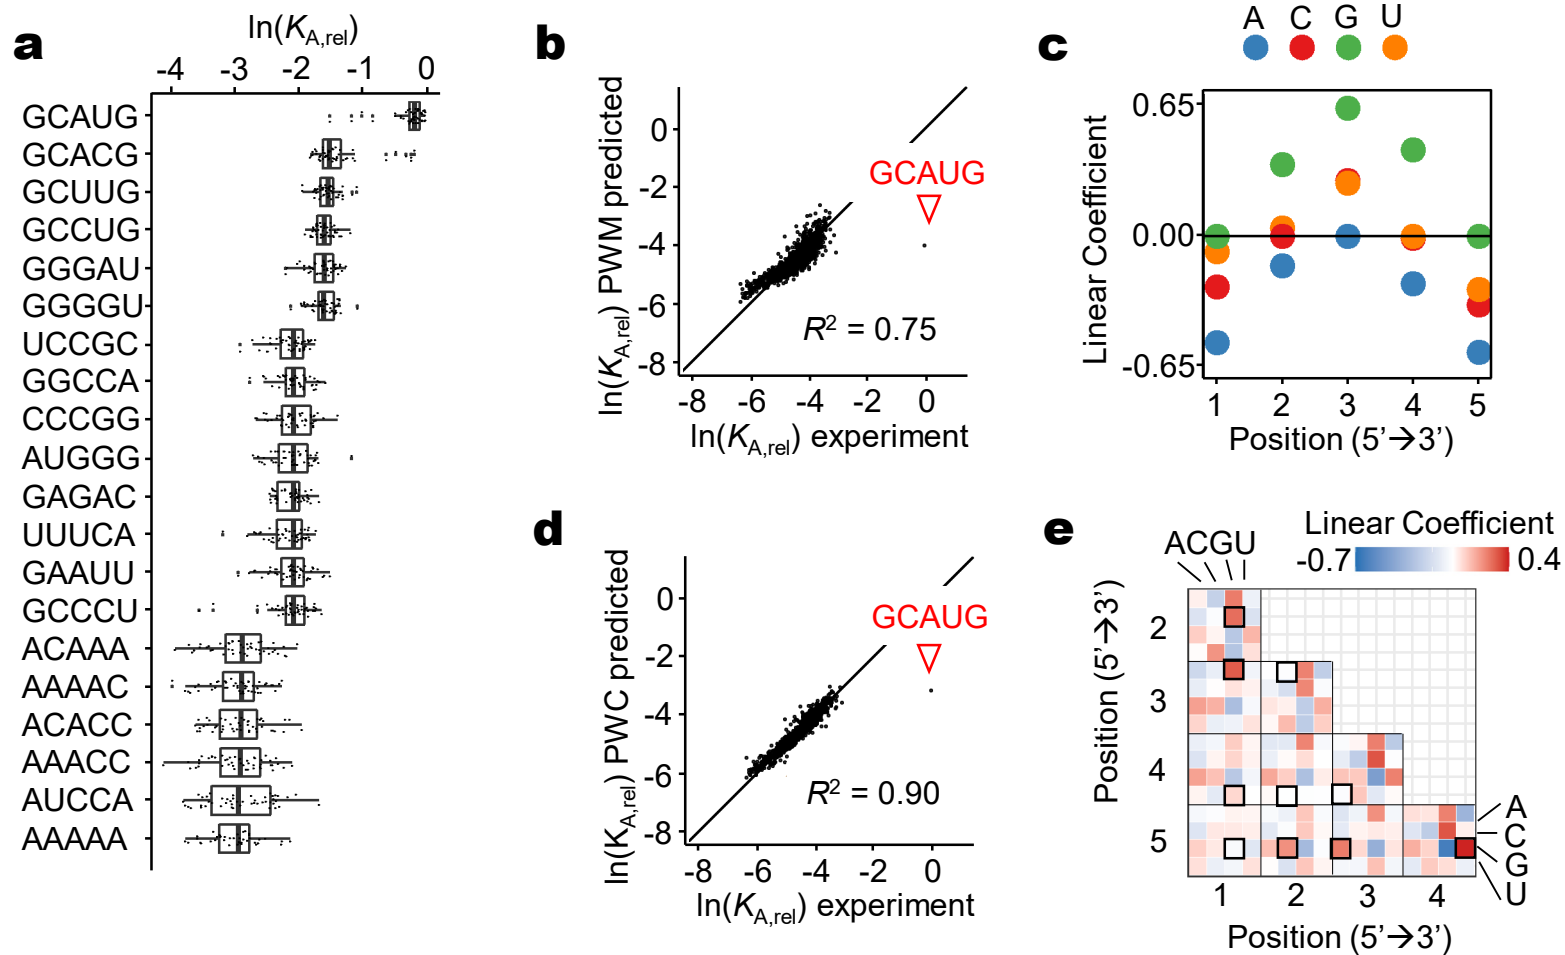 a
ln(K_A,rel)
-4 -3 -2 -1 0
GCAUG
GCACG
GCUUG
GCCUG
GGGAU
GGGGU
UCCGC
GGCCA
CCCGG
AUGGG
GAGAC
UUUCA
GAAUU
GCCCU
ACAAA
AAAAC
ACACC
AAACC
AUCCA
AAAAA
b
ln(K_A,rel) PWM predicted
0
-2
-4
-6
-8
GCAUG
R² = 0.75
-8 -6 -4 -2 0
ln(K_A,rel) experiment
c
A C G U
Linear Coefficient
0.65
0.00
-0.65
1 2 3 4 5
Position (5’→3’)
d
ln(K_A,rel) PWC predicted
0
-2
-4
-6
-8
GCAUG
R² = 0.90
-8 -6 -4 -2 0
ln(K_A,rel) experiment
e
Linear Coefficient
-0.7 0.4
ACGU
Position (5’→3’)
2
3
4
5
A
C
G
U
1 2 3 4
Position (5’→3’)